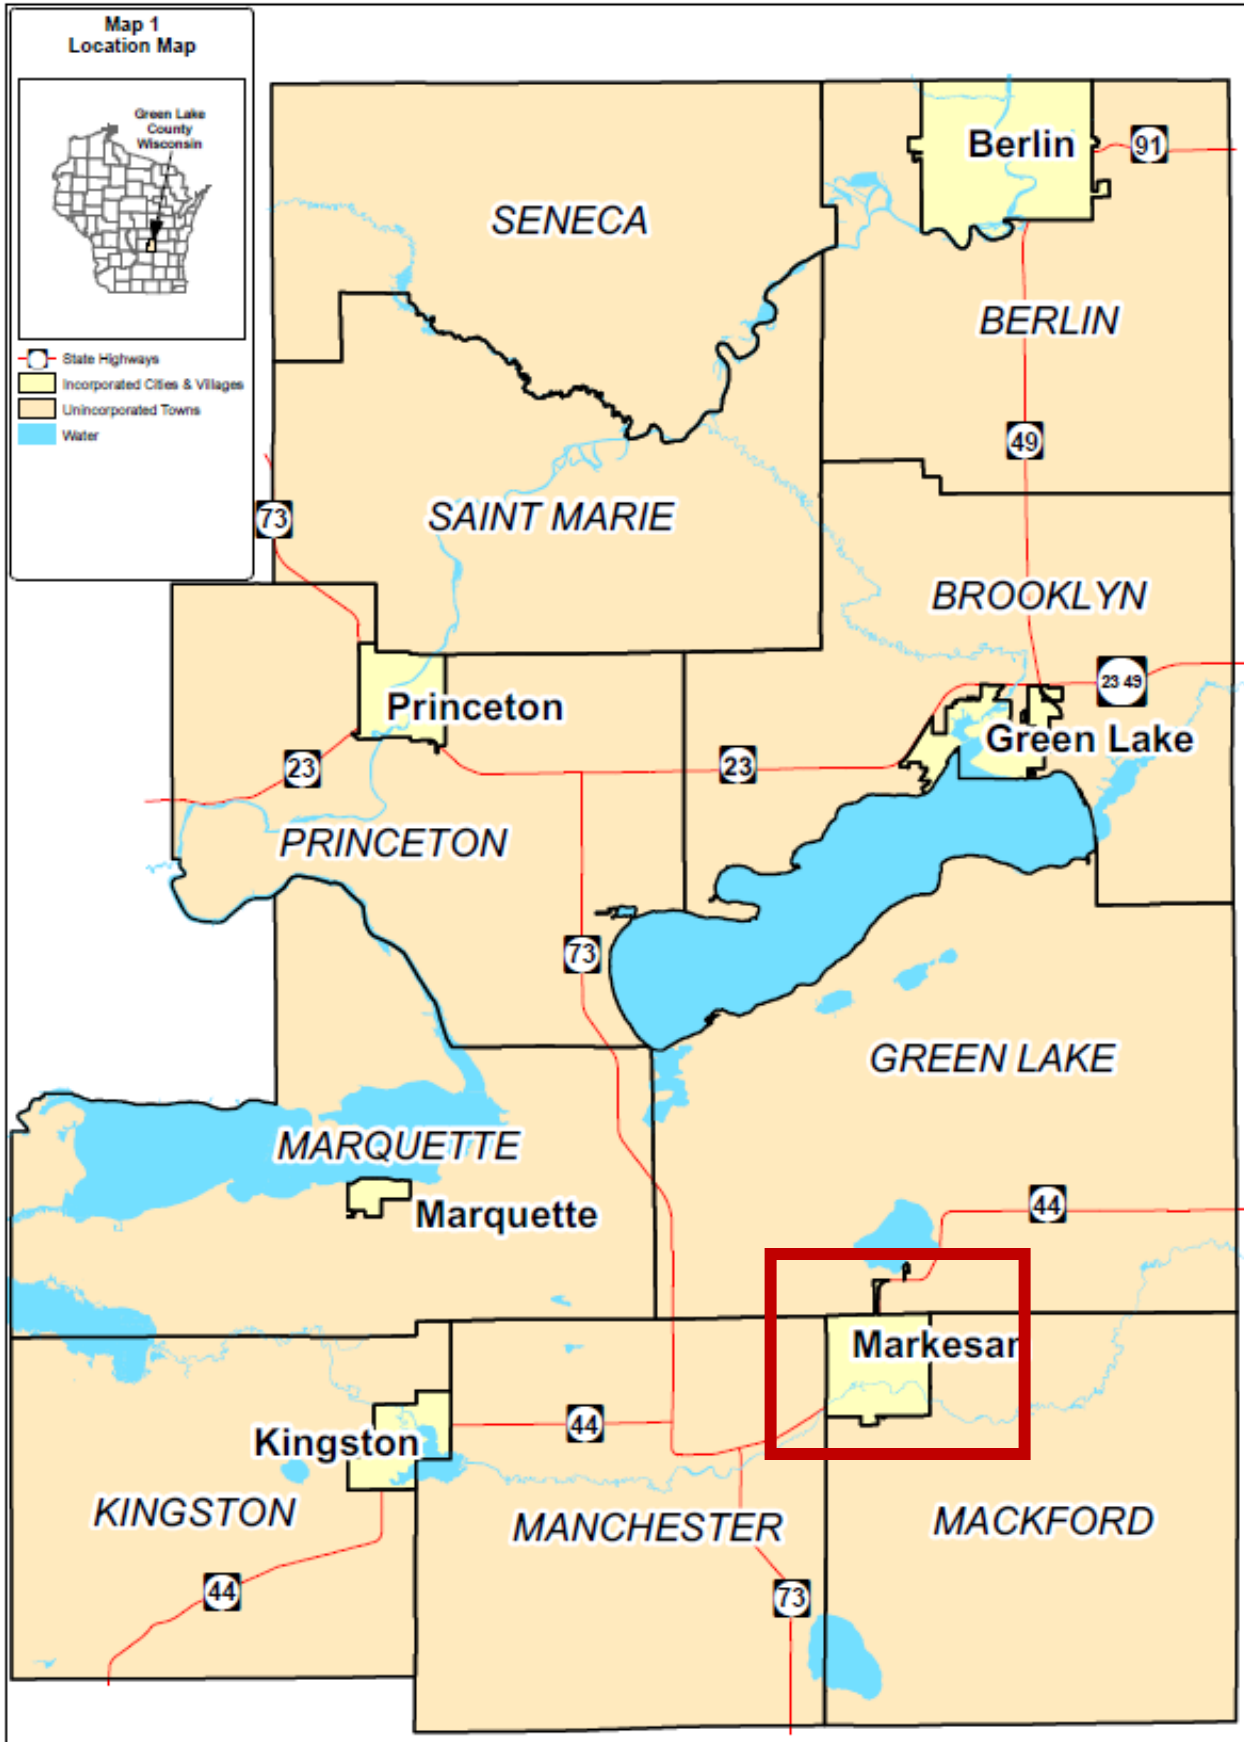 Map 1
Location Map
Green Lake
County
Wisconsin
State Highways
Incorporated Cities & Villages
Unincorporated Towns
Water
Berlin
91
SENECA
BERLIN
49
73
SAINT MARIE
BROOKLYN
23 49
Princeton
Green Lake
23
23
PRINCETON
73
GREEN LAKE
MARQUETTE
Marquette
44
Markesan
44
Kingston
KINGSTON
MANCHESTER
MACKFORD
44
73